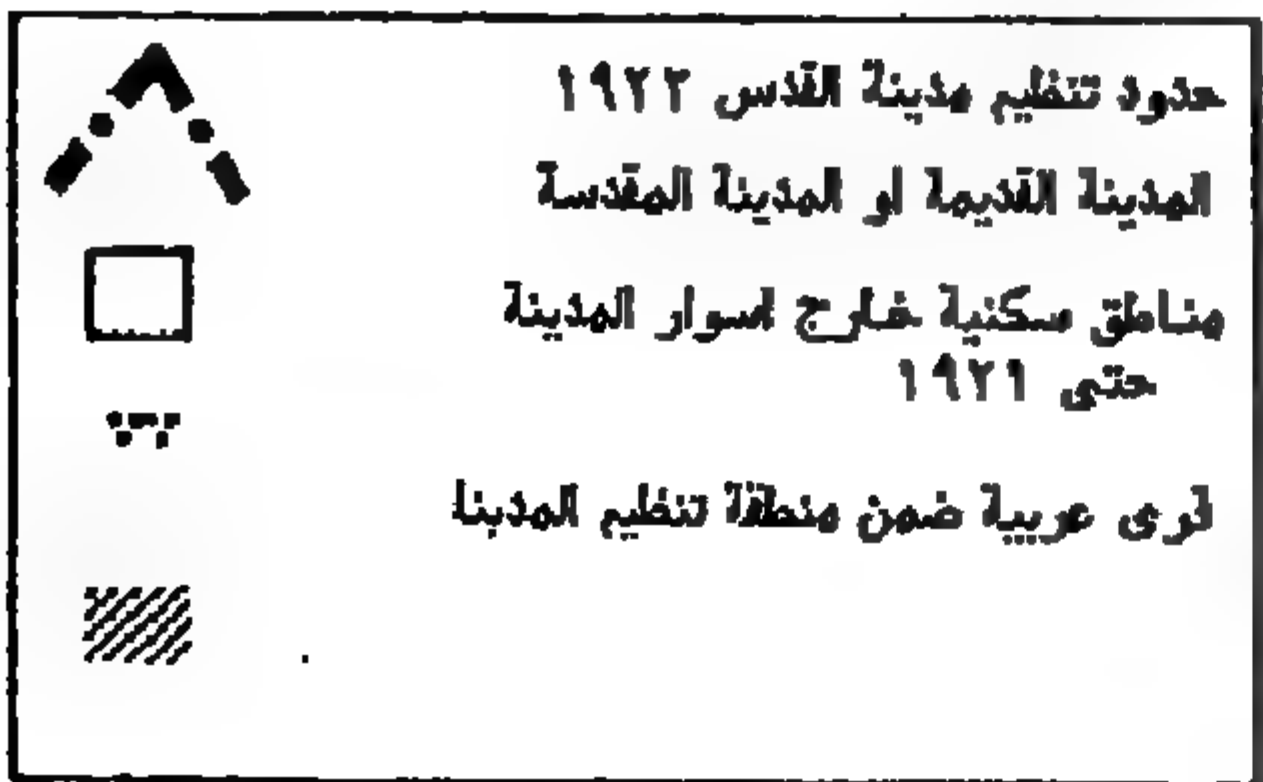 حدود تنظيم مدينة القدس ١٩٢٢
المدينة القديمة او المدينة المقدسة
مناطق سكنية خارج اسوار المدينة
حتى ١٩٢١
قرى عربية ضمن منطقة تنظيم المدينا